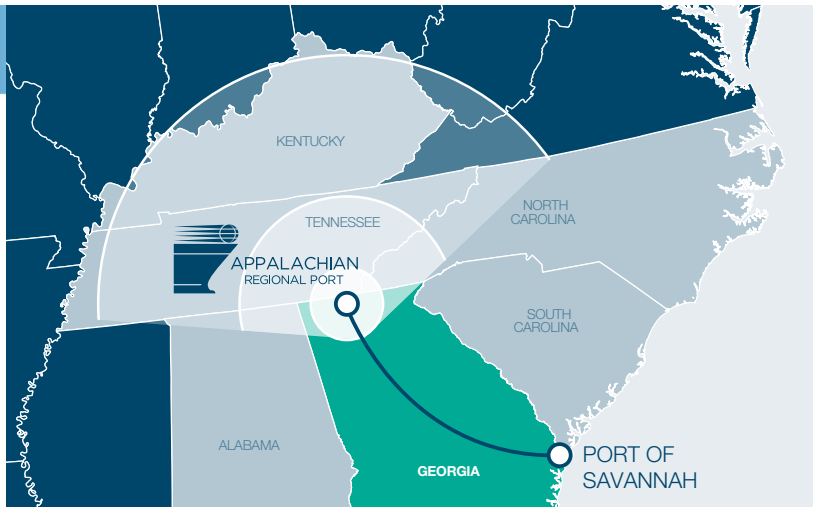 KENTUCKY
TENNESSEE
NORTH
CAROLINA
APPALACHIAN
REGIONAL PORT
SOUTH
CAROLINA
ALABAMA
GEORGIA
PORT OF
SAVANNAH